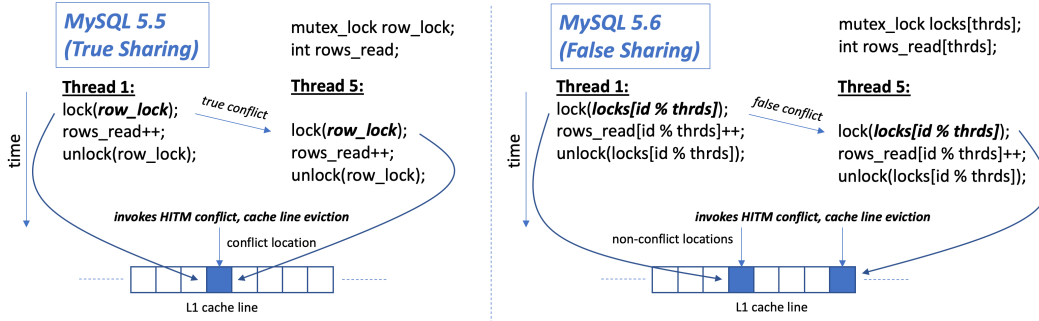 MySQL 5.5
(True Sharing)
mutex_lock row_lock;
int rows_read;
Thread 1:
lock(row_lock);
rows_read++;
unlock(row_lock);
true conflict
Thread 5:
lock(row_lock);
rows_read++;
unlock(row_lock);
time
invokes HITM conflict, cache line eviction
conflict location
L1 cache line
MySQL 5.6
(False Sharing)
mutex_lock locks[thrds];
int rows_read[thrds];
Thread 1:
lock(locks[id % thrds]);
rows_read[id % thrds]++;
unlock(locks[id % thrds]);
false conflict
Thread 5:
lock(locks[id % thrds]);
rows_read[id % thrds]++;
unlock(locks[id % thrds]);
time
invokes HITM conflict, cache line eviction
non-conflict locations
L1 cache line